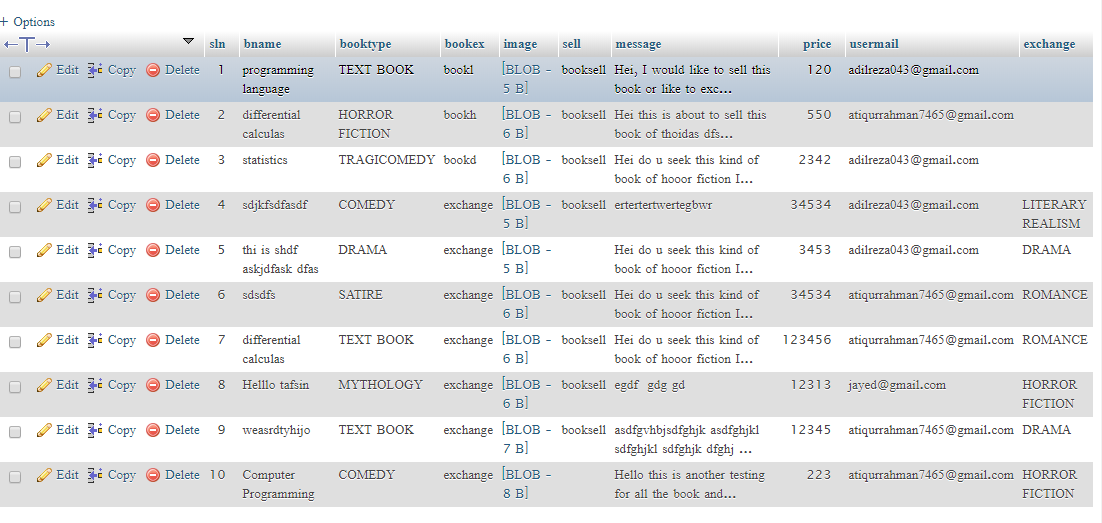 + Options
←T→ sln bname booktype bookex image sell message price usermail exchange
Edit Copy Delete 1 programming TEXT BOOK bookl [BLOB - booksell Hei, I would like to sell this 120 adilreza043@gmail.com
language 5 B] book or like to exc...
Edit Copy Delete 2 differential HORROR bookh [BLOB - booksell Hei this is about to sell this 550 atiqurrahman7465@gmail.com
calculas FICTION 6 B] book of thoidas dfs...
Edit Copy Delete 3 statistics TRAGICOMEDY bookd [BLOB - booksell Hei do u seek this kind of 2342 adilreza043@gmail.com
6 B] book of hooor fiction I...
Edit Copy Delete 4 sdjkfsdfasdf COMEDY exchange [BLOB - booksell ertertertwertegbwr 34534 adilreza043@gmail.com LITERARY
5 B] REALISM
Edit Copy Delete 5 thi is shdf DRAMA exchange [BLOB - booksell Hei do u seek this kind of 3453 adilreza043@gmail.com DRAMA
askjdfask dfas 5 B] book of hooor fiction I...
Edit Copy Delete 6 sdsdfs SATIRE exchange [BLOB - booksell Hei do u seek this kind of 34534 atiqurrahman7465@gmail.com ROMANCE
6 B] book of hooor fiction I...
Edit Copy Delete 7 differential TEXT BOOK exchange [BLOB - booksell Hei do u seek this kind of 123456 atiqurrahman7465@gmail.com ROMANCE
calculas 6 B] book of hooor fiction I...
Edit Copy Delete 8 Helllo tafsin MYTHOLOGY exchange [BLOB - booksell egdf gdg gd 12313 jayed@gmail.com HORROR
6 B] FICTION
Edit Copy Delete 9 weasrdtyhijo TEXT BOOK exchange [BLOB - booksell asdfgvhbjsdfghjk asdfghjkl 12345 atiqurrahman7465@gmail.com DRAMA
7 B] sdfghjkl sdfghjk dfghj ...
Edit Copy Delete 10 Computer COMEDY exchange [BLOB - booksell Hello this is another testing 223 atiqurrahman7465@gmail.com HORROR
Programming 8 B] for all the book and... FICTION